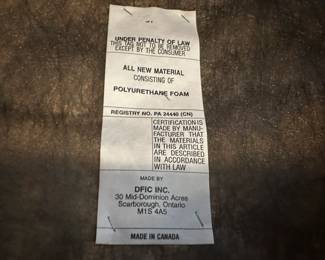 UNDER PENALTY OF LAW
THIS TAG NOT TO BE REMOVED
EXCEPT BY THE CONSUMER
ALL NEW MATERIAL
CONSISTING OF
POLYURETHANE FOAM
REGISTRY NO. PA 24440 (CN)
CERTIFICATION IS
MADE BY MANU-
FACTURER THAT
THE MATERIALS
IN THIS ARTICLE
ARE DESCRIBED
IN ACCORDANCE
WITH LAW
MADE BY
DFIC INC.
30 Mid-Dominion Acres
Scarborough, Ontario
M1S 4A5
MADE IN CANADA